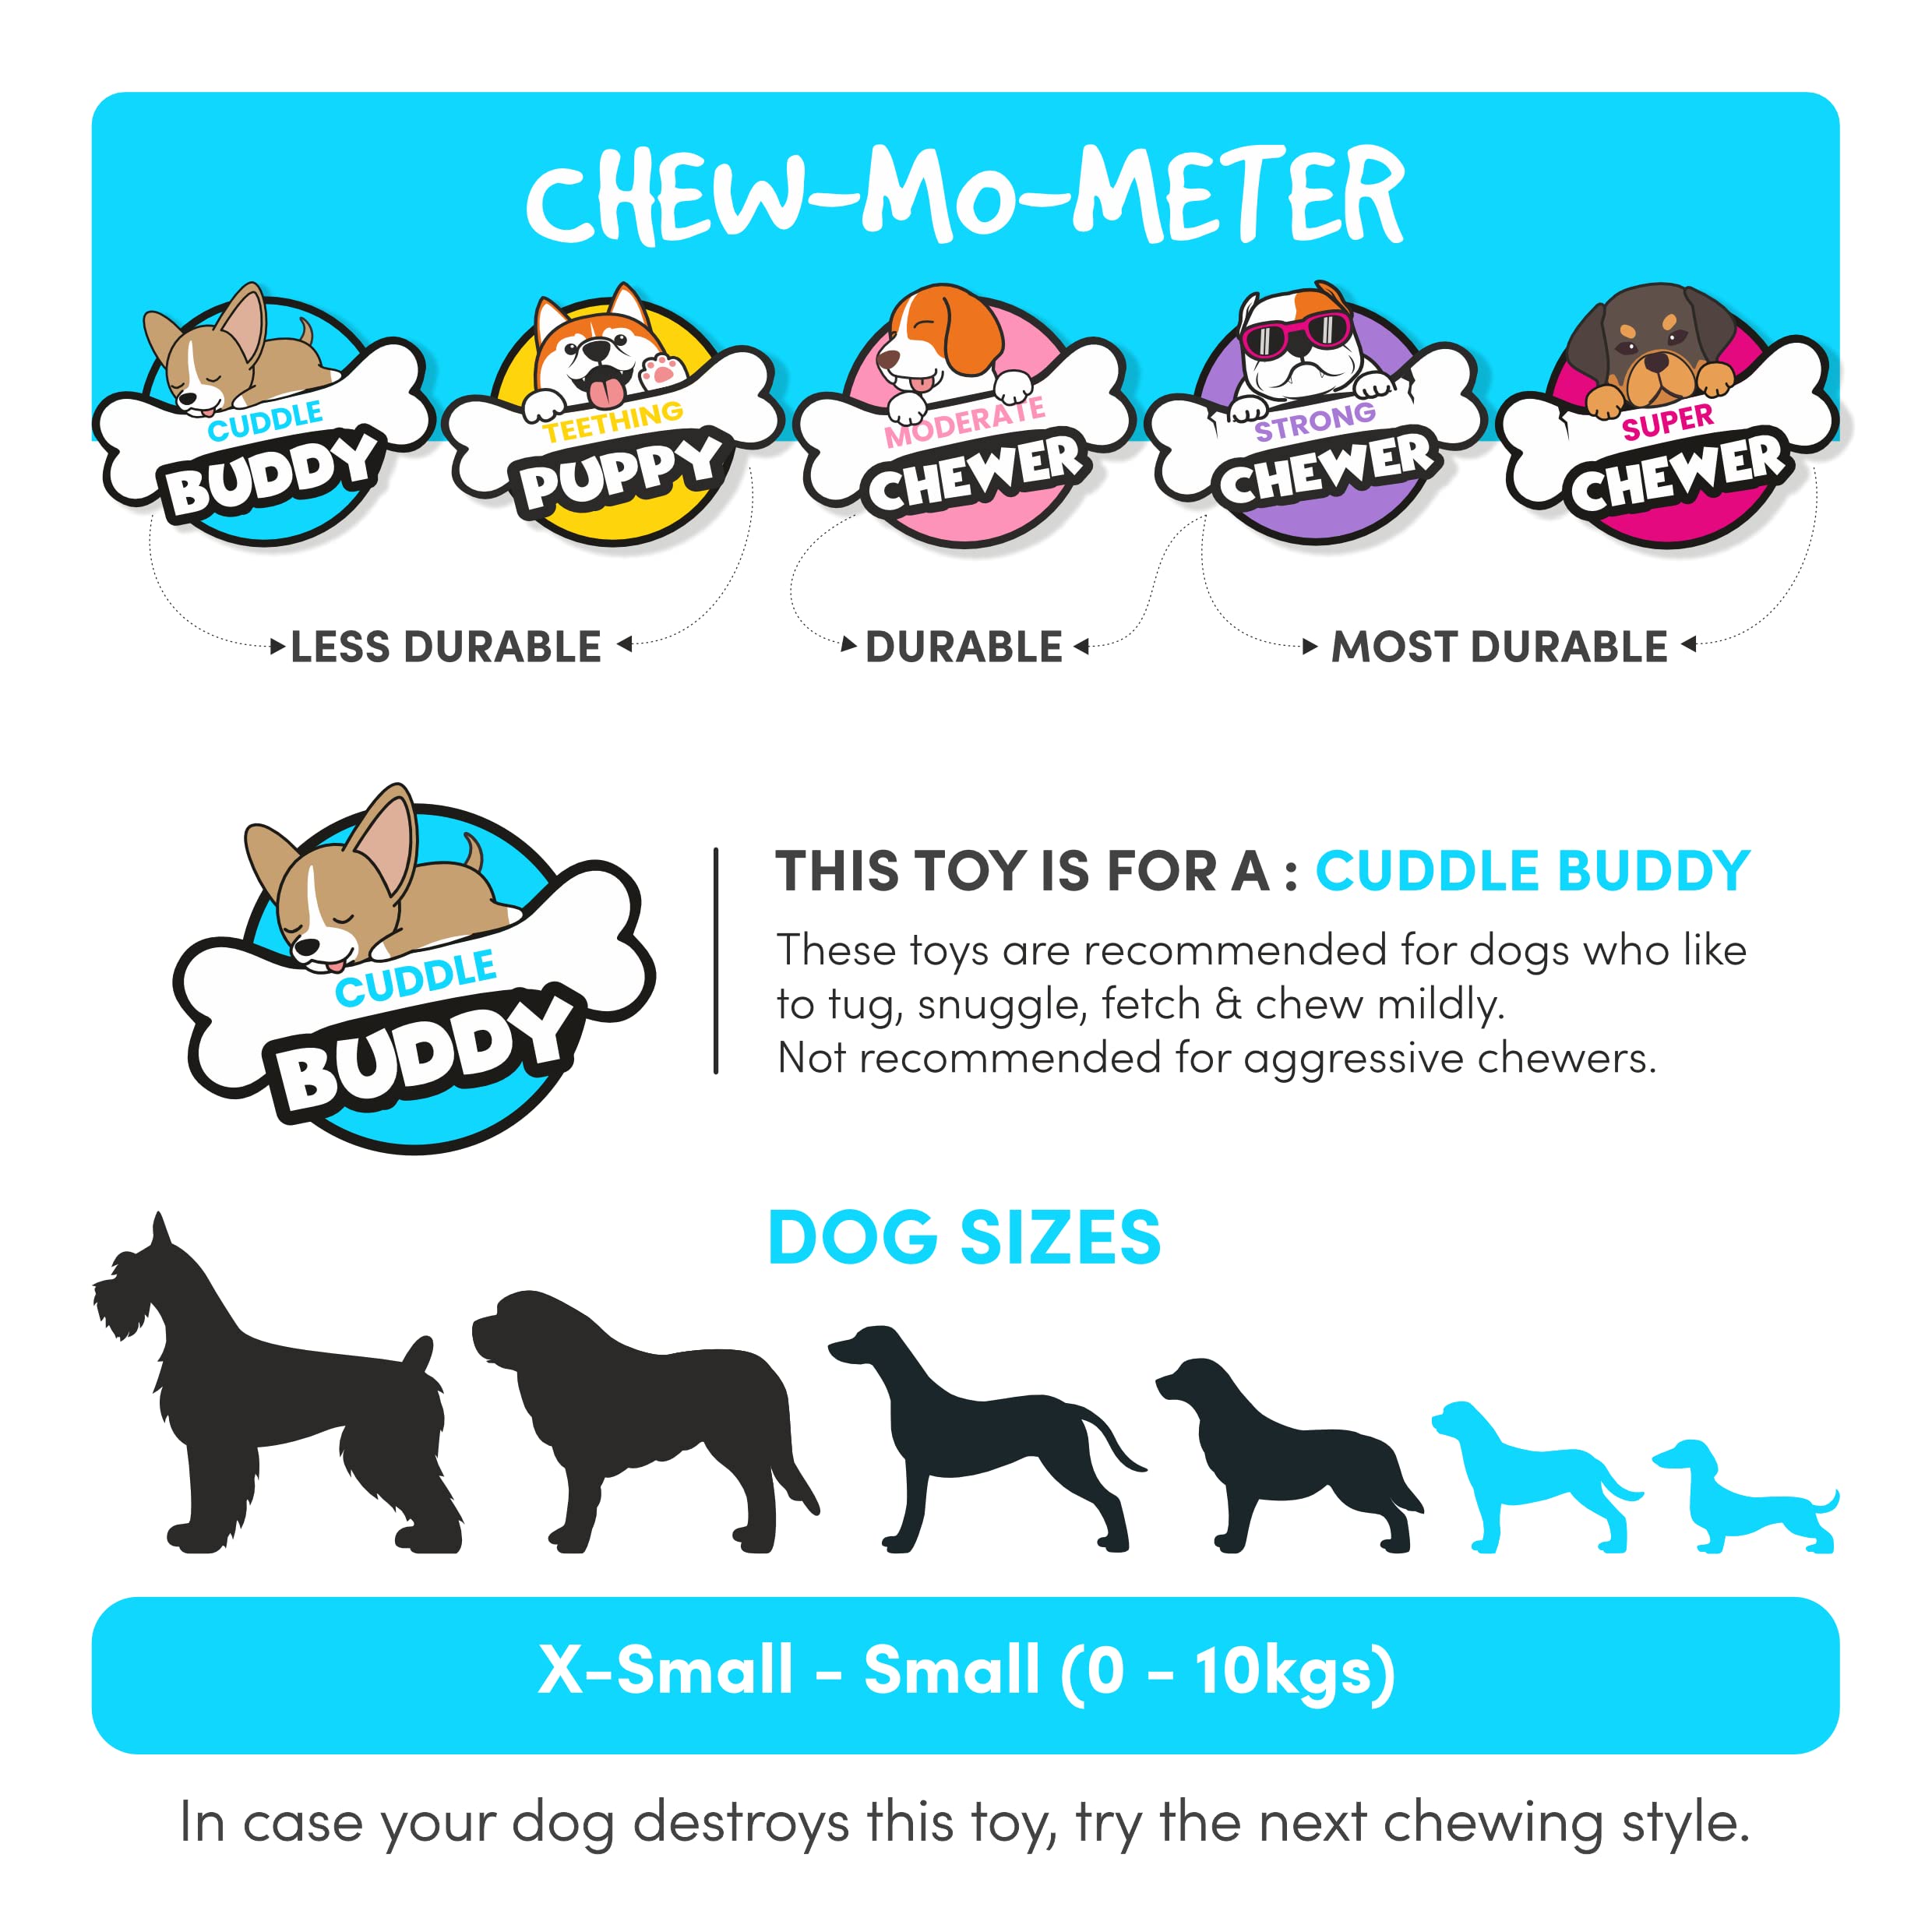 CHEW-MO-METER
CUDDLE
BUDDY
TEETHING
PUPPY
MODERATE
CHEWER
STRONG
CHEWER
SUPER
CHEWER
LESS DURABLE
DURABLE
MOST DURABLE
CUDDLE
BUDDY
THIS TOY IS FOR A : CUDDLE BUDDY
These toys are recommended for dogs who like
to tug, snuggle, fetch & chew mildly.
Not recommended for aggressive chewers.
DOG SIZES
X-Small - Small (0 - 10kgs)
In case your dog destroys this toy, try the next chewing style.